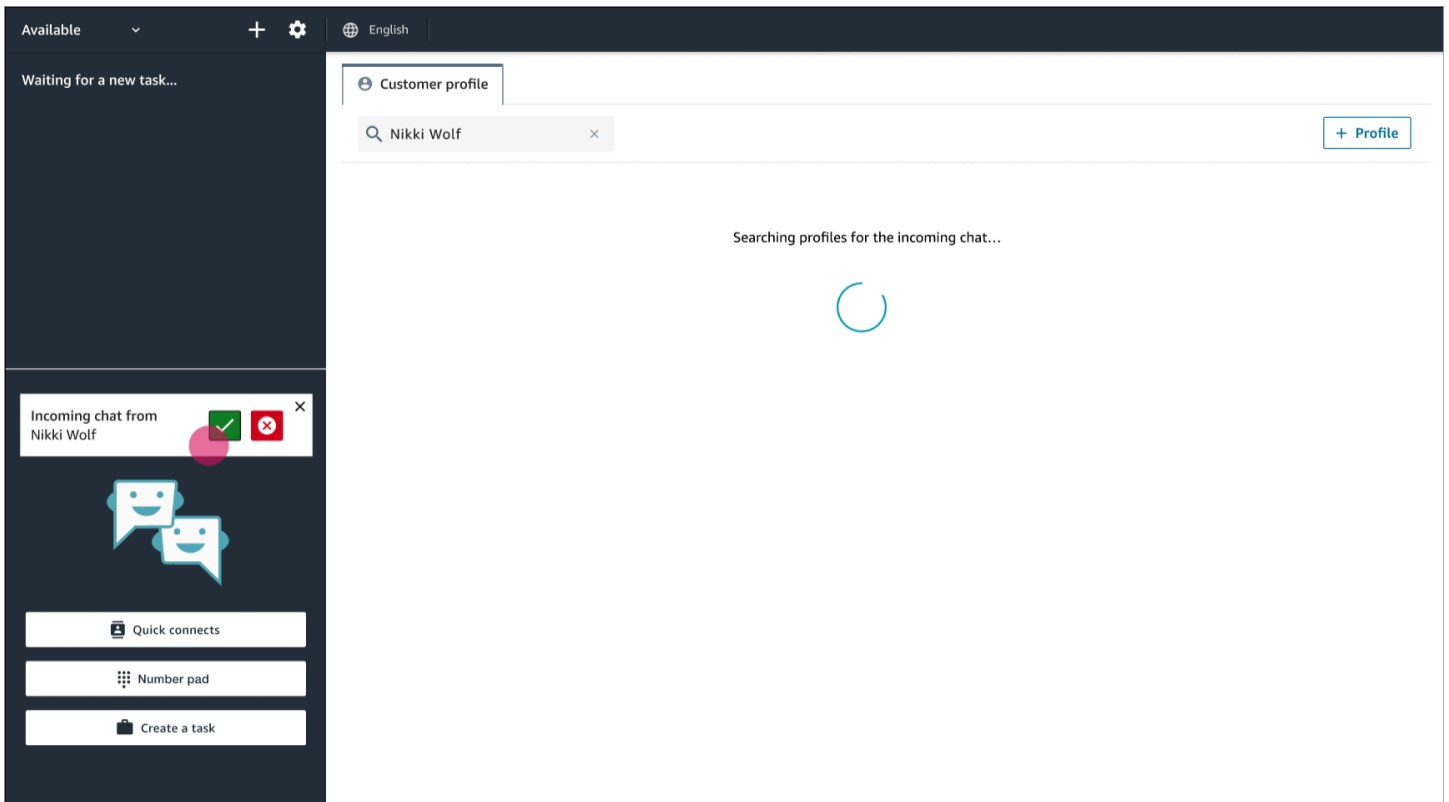 Available
English
Waiting for a new task...
Customer profile
Nikki Wolf
+ Profile
Searching profiles for the incoming chat...
Incoming chat from
Nikki Wolf
Quick connects
Number pad
Create a task